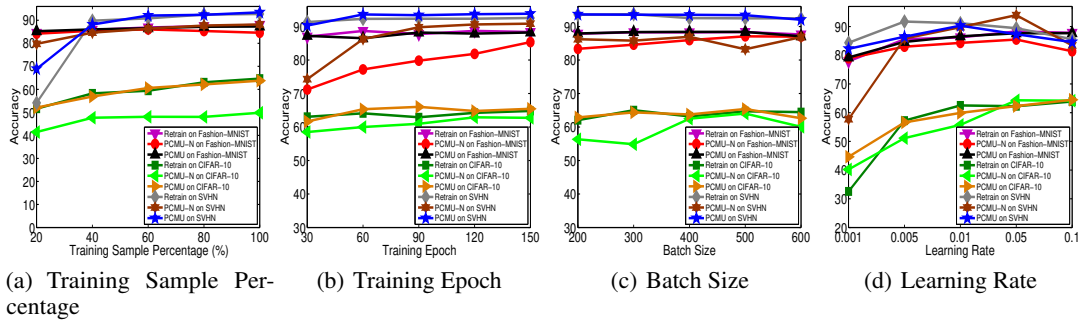 Accuracy
90
80
70
60
50
40
30
20
10
0
20 40 60 80 100
Training Sample Percentage (%)
Retrain on Fashion−MNIST
PCMU−N on Fashion−MNIST
PCMU on Fashion−MNIST
Retrain on CIFAR−10
PCMU−N on CIFAR−10
PCMU on CIFAR−10
Retrain on SVHN
PCMU−N on SVHN
PCMU on SVHN
(a) Training Sample Per-
centage
Accuracy
90
80
70
60
50
40
30
30 60 90 120 150
Training Epoch
Retrain on Fashion−MNIST
PCMU−N on Fashion−MNIST
PCMU on Fashion−MNIST
Retrain on CIFAR−10
PCMU−N on CIFAR−10
PCMU on CIFAR−10
Retrain on SVHN
PCMU−N on SVHN
PCMU on SVHN
(b) Training Epoch
Accuracy
90
80
70
60
50
40
30
20
200 300 400 500 600
Batch Size
Retrain on Fashion−MNIST
PCMU−N on Fashion−MNIST
PCMU on Fashion−MNIST
Retrain on CIFAR−10
PCMU−N on CIFAR−10
PCMU on CIFAR−10
Retrain on SVHN
PCMU−N on SVHN
PCMU on SVHN
(c) Batch Size
Accuracy
90
80
70
60
50
40
30
20
0.001 0.005 0.01 0.05 0.1
Learning Rate
Retrain on Fashion−MNIST
PCMU−N on Fashion−MNIST
PCMU on Fashion−MNIST
Retrain on CIFAR−10
PCMU−N on CIFAR−10
PCMU on CIFAR−10
Retrain on SVHN
PCMU−N on SVHN
PCMU on SVHN
(d) Learning Rate